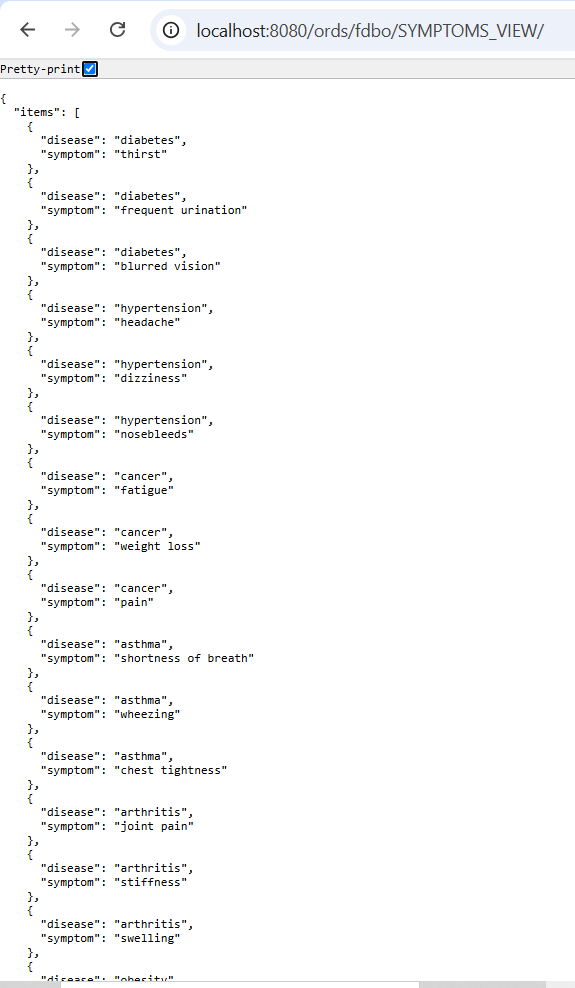 localhost:8080/ords/fdbo/SYMPTOMS_VIEW/
Pretty-print
{
  "items": [
    {
      "disease": "diabetes",
      "symptom": "thirst"
    },
    {
      "disease": "diabetes",
      "symptom": "frequent urination"
    },
    {
      "disease": "diabetes",
      "symptom": "blurred vision"
    },
    {
      "disease": "hypertension",
      "symptom": "headache"
    },
    {
      "disease": "hypertension",
      "symptom": "dizziness"
    },
    {
      "disease": "hypertension",
      "symptom": "nosebleeds"
    },
    {
      "disease": "cancer",
      "symptom": "fatigue"
    },
    {
      "disease": "cancer",
      "symptom": "weight loss"
    },
    {
      "disease": "cancer",
      "symptom": "pain"
    },
    {
      "disease": "asthma",
      "symptom": "shortness of breath"
    },
    {
      "disease": "asthma",
      "symptom": "wheezing"
    },
    {
      "disease": "asthma",
      "symptom": "chest tightness"
    },
    {
      "disease": "arthritis",
      "symptom": "joint pain"
    },
    {
      "disease": "arthritis",
      "symptom": "stiffness"
    },
    {
      "disease": "arthritis",
      "symptom": "swelling"
    },
    {
      "disease": "obesity"